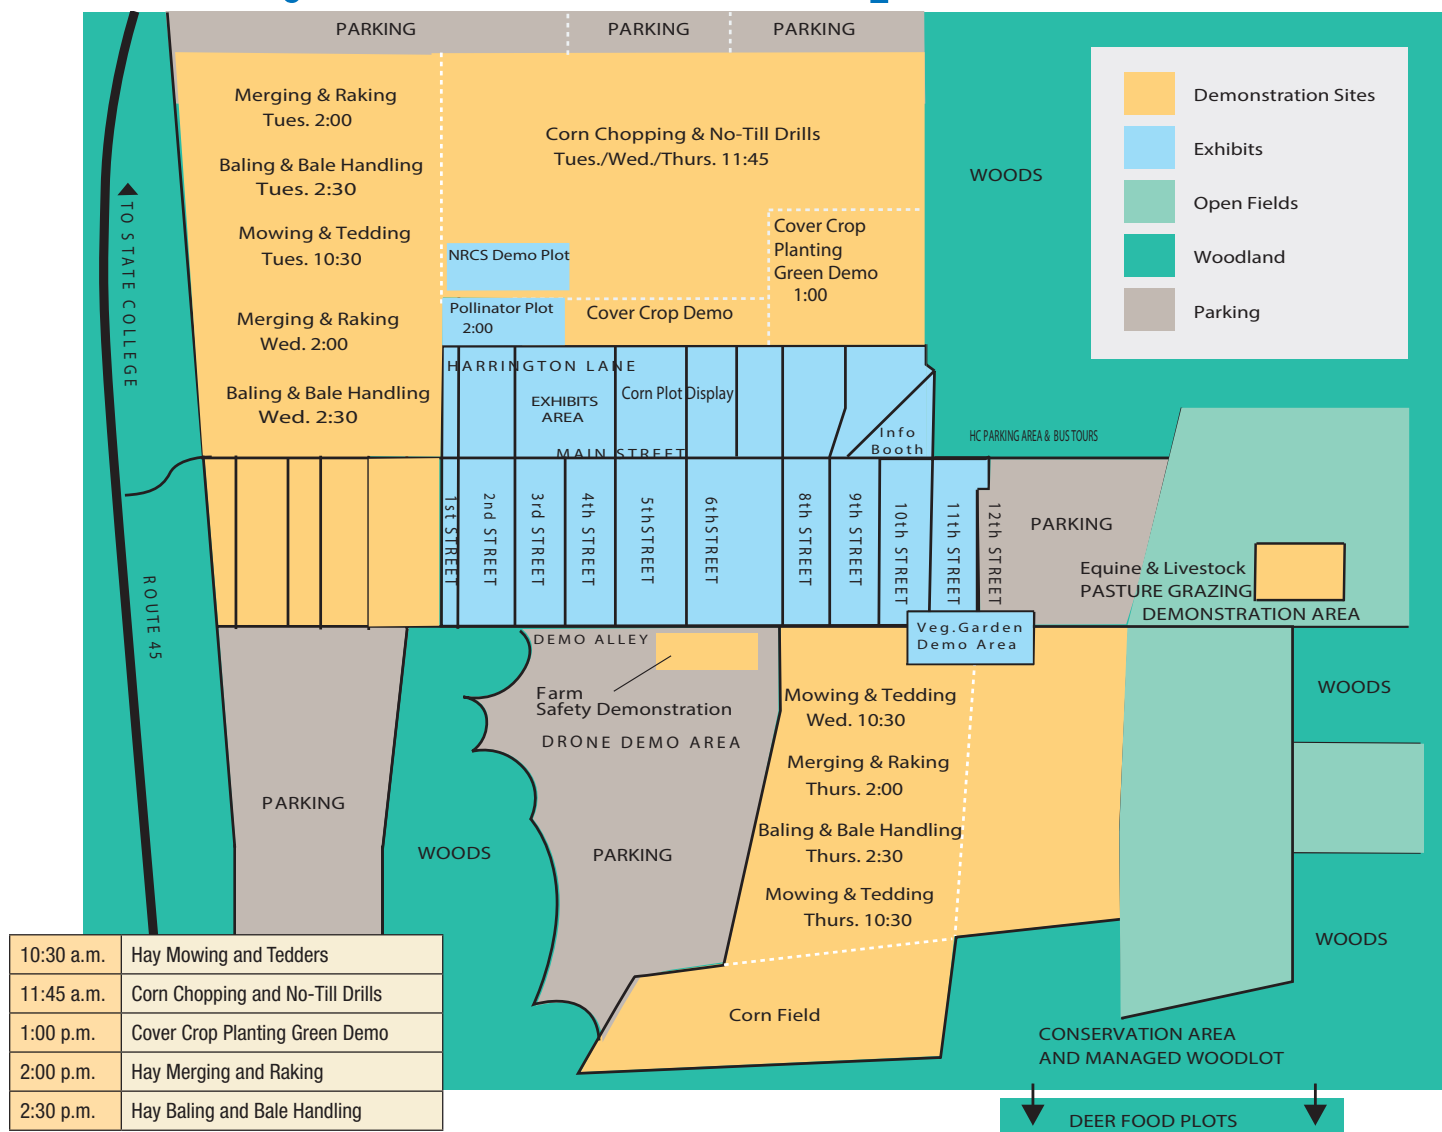 PARKING
PARKING
PARKING
Merging & Raking
Tues. 2:00
Baling & Bale Handling
Tues. 2:30
Mowing & Tedding
Tues. 10:30
Merging & Raking
Wed. 2:00
Baling & Bale Handling
Wed. 2:30
Corn Chopping & No-Till Drills
Tues./Wed./Thurs. 11:45
Cover Crop
Planting
Green Demo
1:00
NRCS Demo Plot
Pollinator Plot
2:00
Cover Crop Demo
WOODS
Demonstration Sites
Exhibits
Open Fields
Woodland
Parking
TO STATE COLLEGE
ROUTE 45
HARRINGTON LANE
EXHIBITS
AREA
Corn Plot Display
Info
Booth
MAIN STREET
HC PARKING AREA & BUS TOURS
1st STREET
2nd STREET
3rd STREET
4th STREET
5thSTREET
6thSTREET
8th STREET
9th STREET
10th STREET
11th STREET
12th STREET
PARKING
Equine & Livestock
PASTURE GRAZING
DEMONSTRATION AREA
Veg.Garden
Demo Area
DEMO ALLEY
Farm
Safety Demonstration
DRONE DEMO AREA
PARKING
WOODS
PARKING
Mowing & Tedding
Wed. 10:30
Merging & Raking
Thurs. 2:00
Baling & Bale Handling
Thurs. 2:30
Mowing & Tedding
Thurs. 10:30
WOODS
WOODS
Corn Field
CONSERVATION AREA
AND MANAGED WOODLOT
DEER FOOD PLOTS
10:30 a.m. Hay Mowing and Tedders
11:45 a.m. Corn Chopping and No-Till Drills
1:00 p.m. Cover Crop Planting Green Demo
2:00 p.m. Hay Merging and Raking
2:30 p.m. Hay Baling and Bale Handling